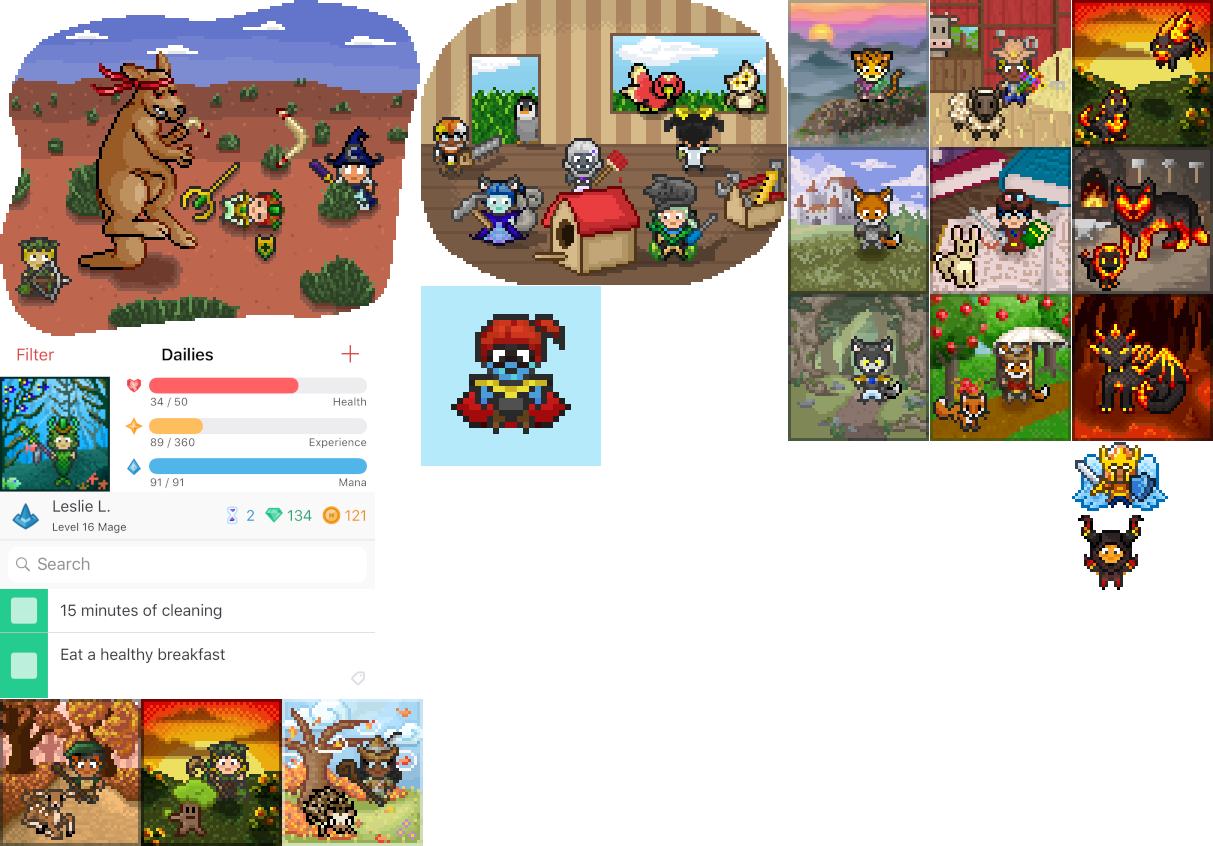 Filter
Dailies
34 / 50
Health
89 / 360
Experience
91 / 91
Mana
Leslie L.
Level 16 Mage
2
134
121
Search
15 minutes of cleaning
Eat a healthy breakfast